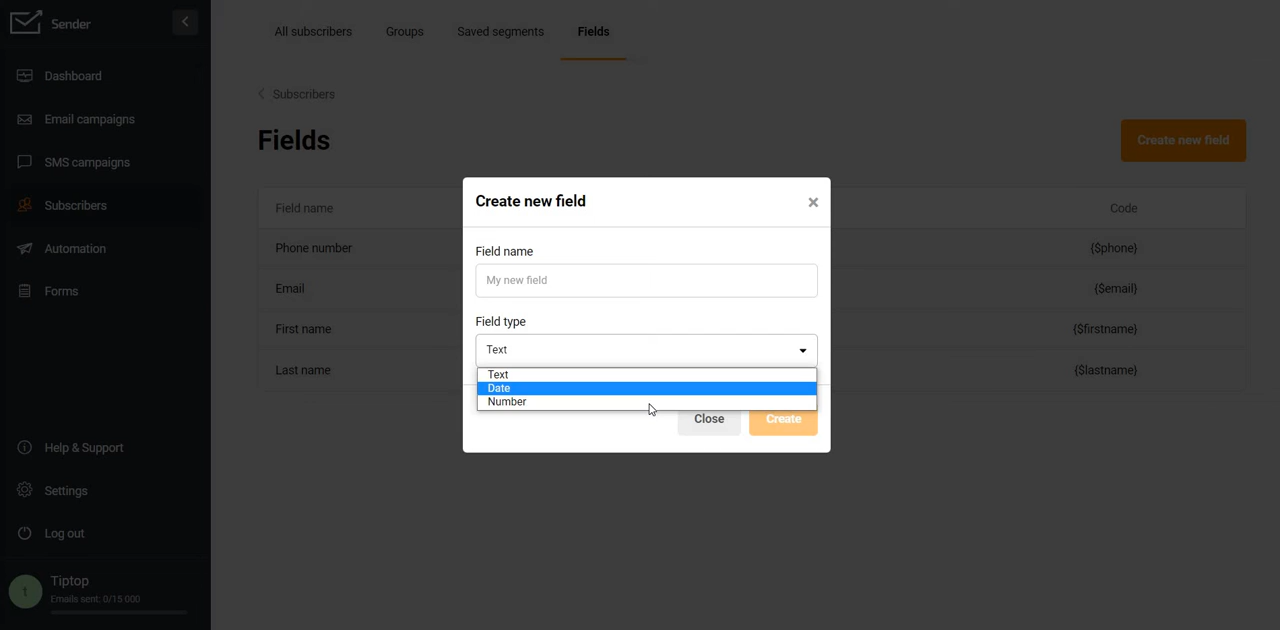 Sender
Dashboard
Email campaigns
SMS campaigns
Subscribers
Automation
Forms
Help & Support
Settings
Log out
t
Tiptop
Emails sent: 0/15 000
All subscribers Groups Saved segments Fields
Subscribers
Fields
Create new field
Field name Code
Phone number {$phone}
Email {$email}
First name {$firstname}
Last name {$lastname}
Create new field
Field name
My new field
Field type
Text
Text
Date
Number
Close Create